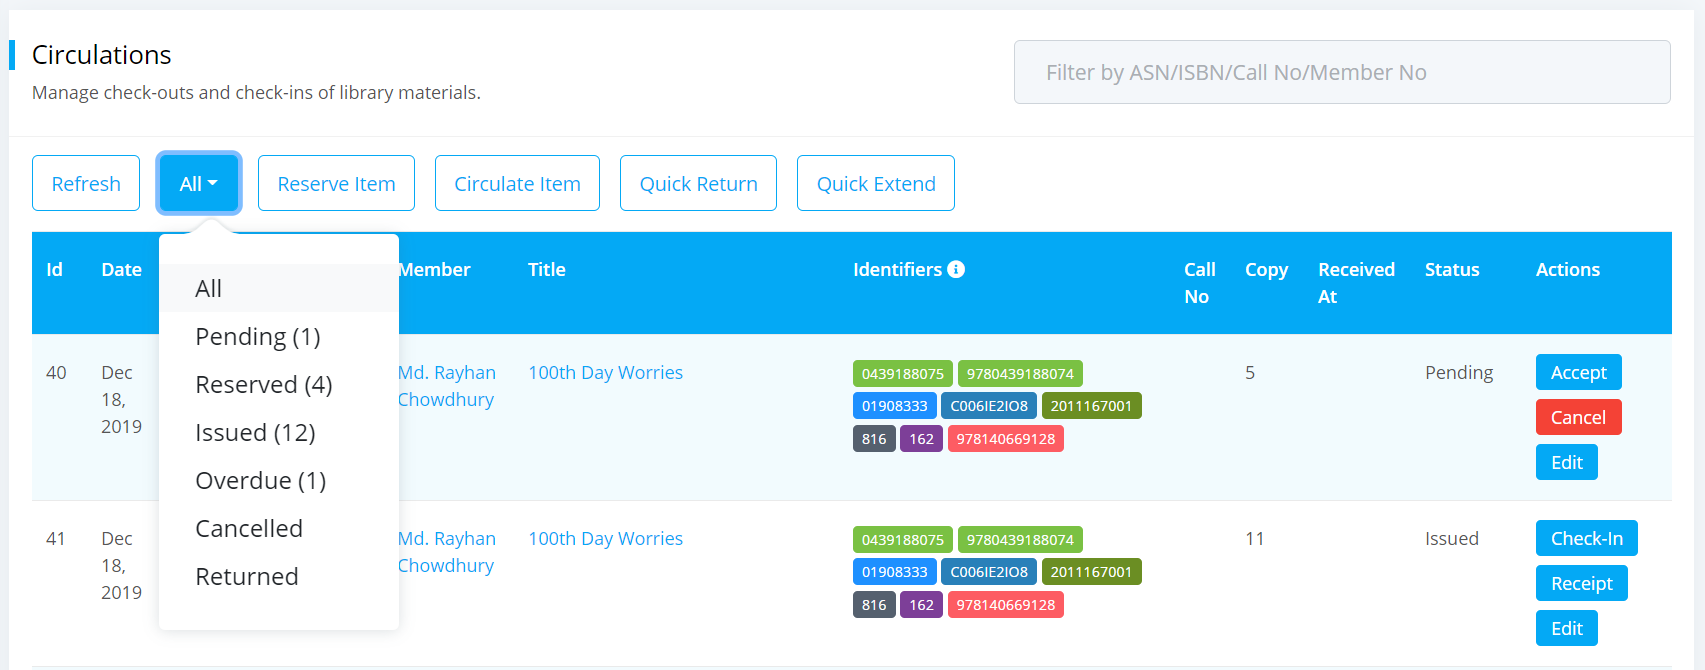 Circulations
Manage check-outs and check-ins of library materials.
Filter by ASN/ISBN/Call No/Member No
Refresh All Reserve Item Circulate Item Quick Return Quick Extend
All
Pending (1)
Reserved (4)
Issued (12)
Overdue (1)
Cancelled
Returned
Id Date Member Title Identifiers Call No Copy Received At Status Actions
40 Dec 18, 2019 Md. Rayhan Chowdhury 100th Day Worries 0439188075 9780439188074 5 Pending Accept
01908333 C006IE2IO8 2011167001 Cancel
816 162 978140669128 Edit
41 Dec 18, 2019 Md. Rayhan Chowdhury 100th Day Worries 0439188075 9780439188074 11 Issued Check-In
01908333 C006IE2IO8 2011167001 Receipt
816 162 978140669128 Edit